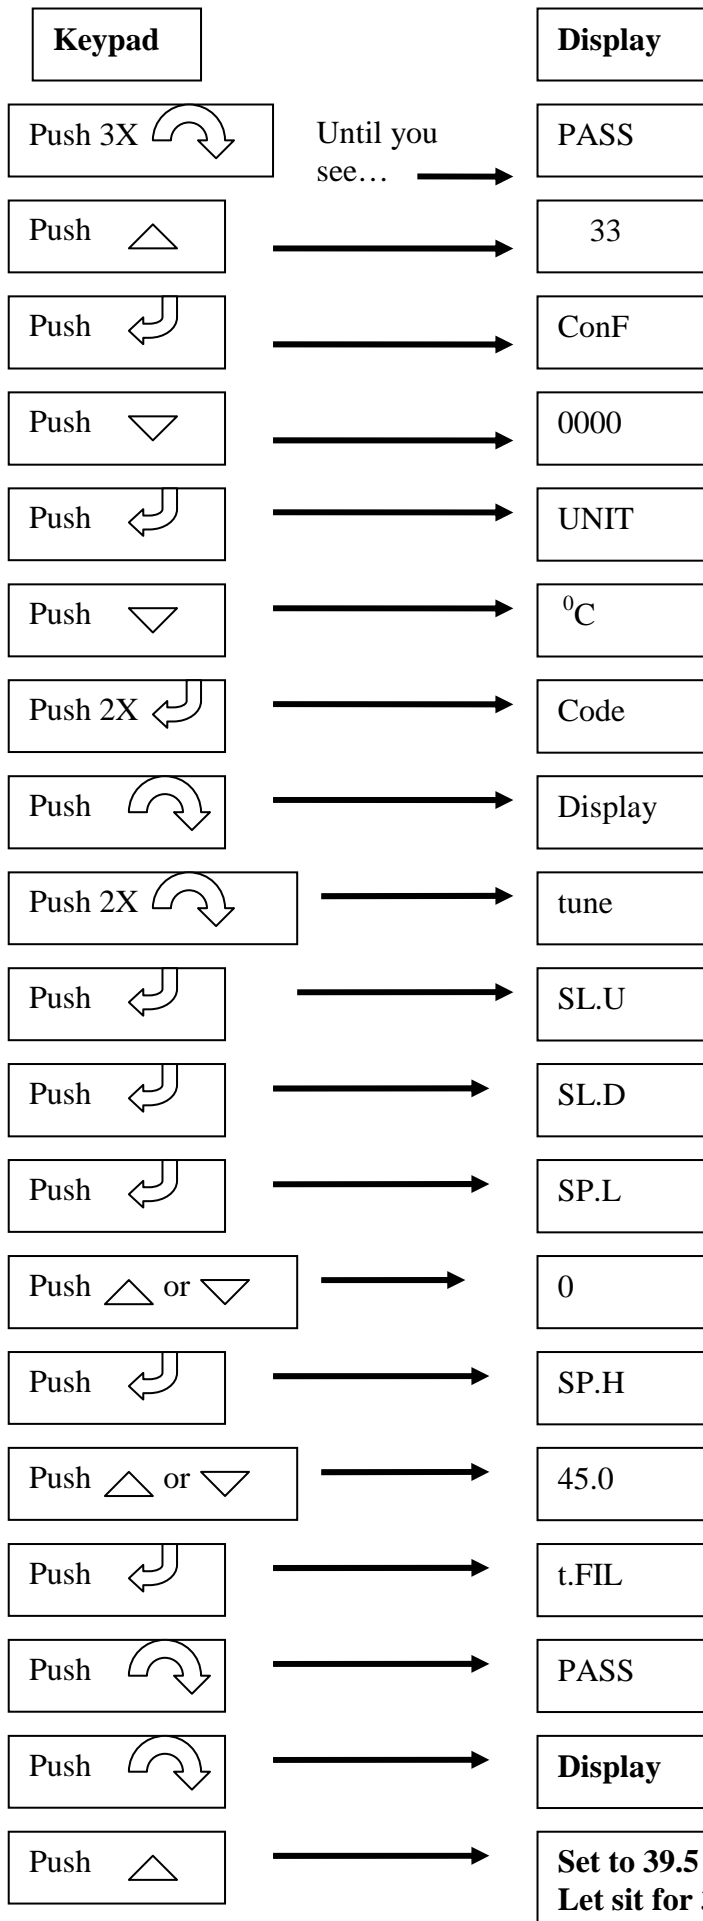 Keypad Display
Push 3X Until you PASS
see…
Push 33
Push ConF
Push 0000
Push UNIT
Push ⁰C
Push 2X Code
Push Display
Push 2X tune
Push SL.U
Push SL.D
Push SP.L
Push or 0
Push SP.H
Push or 45.0
Push t.FIL
Push PASS
Push Display
Push Set to 39.5
Let sit for